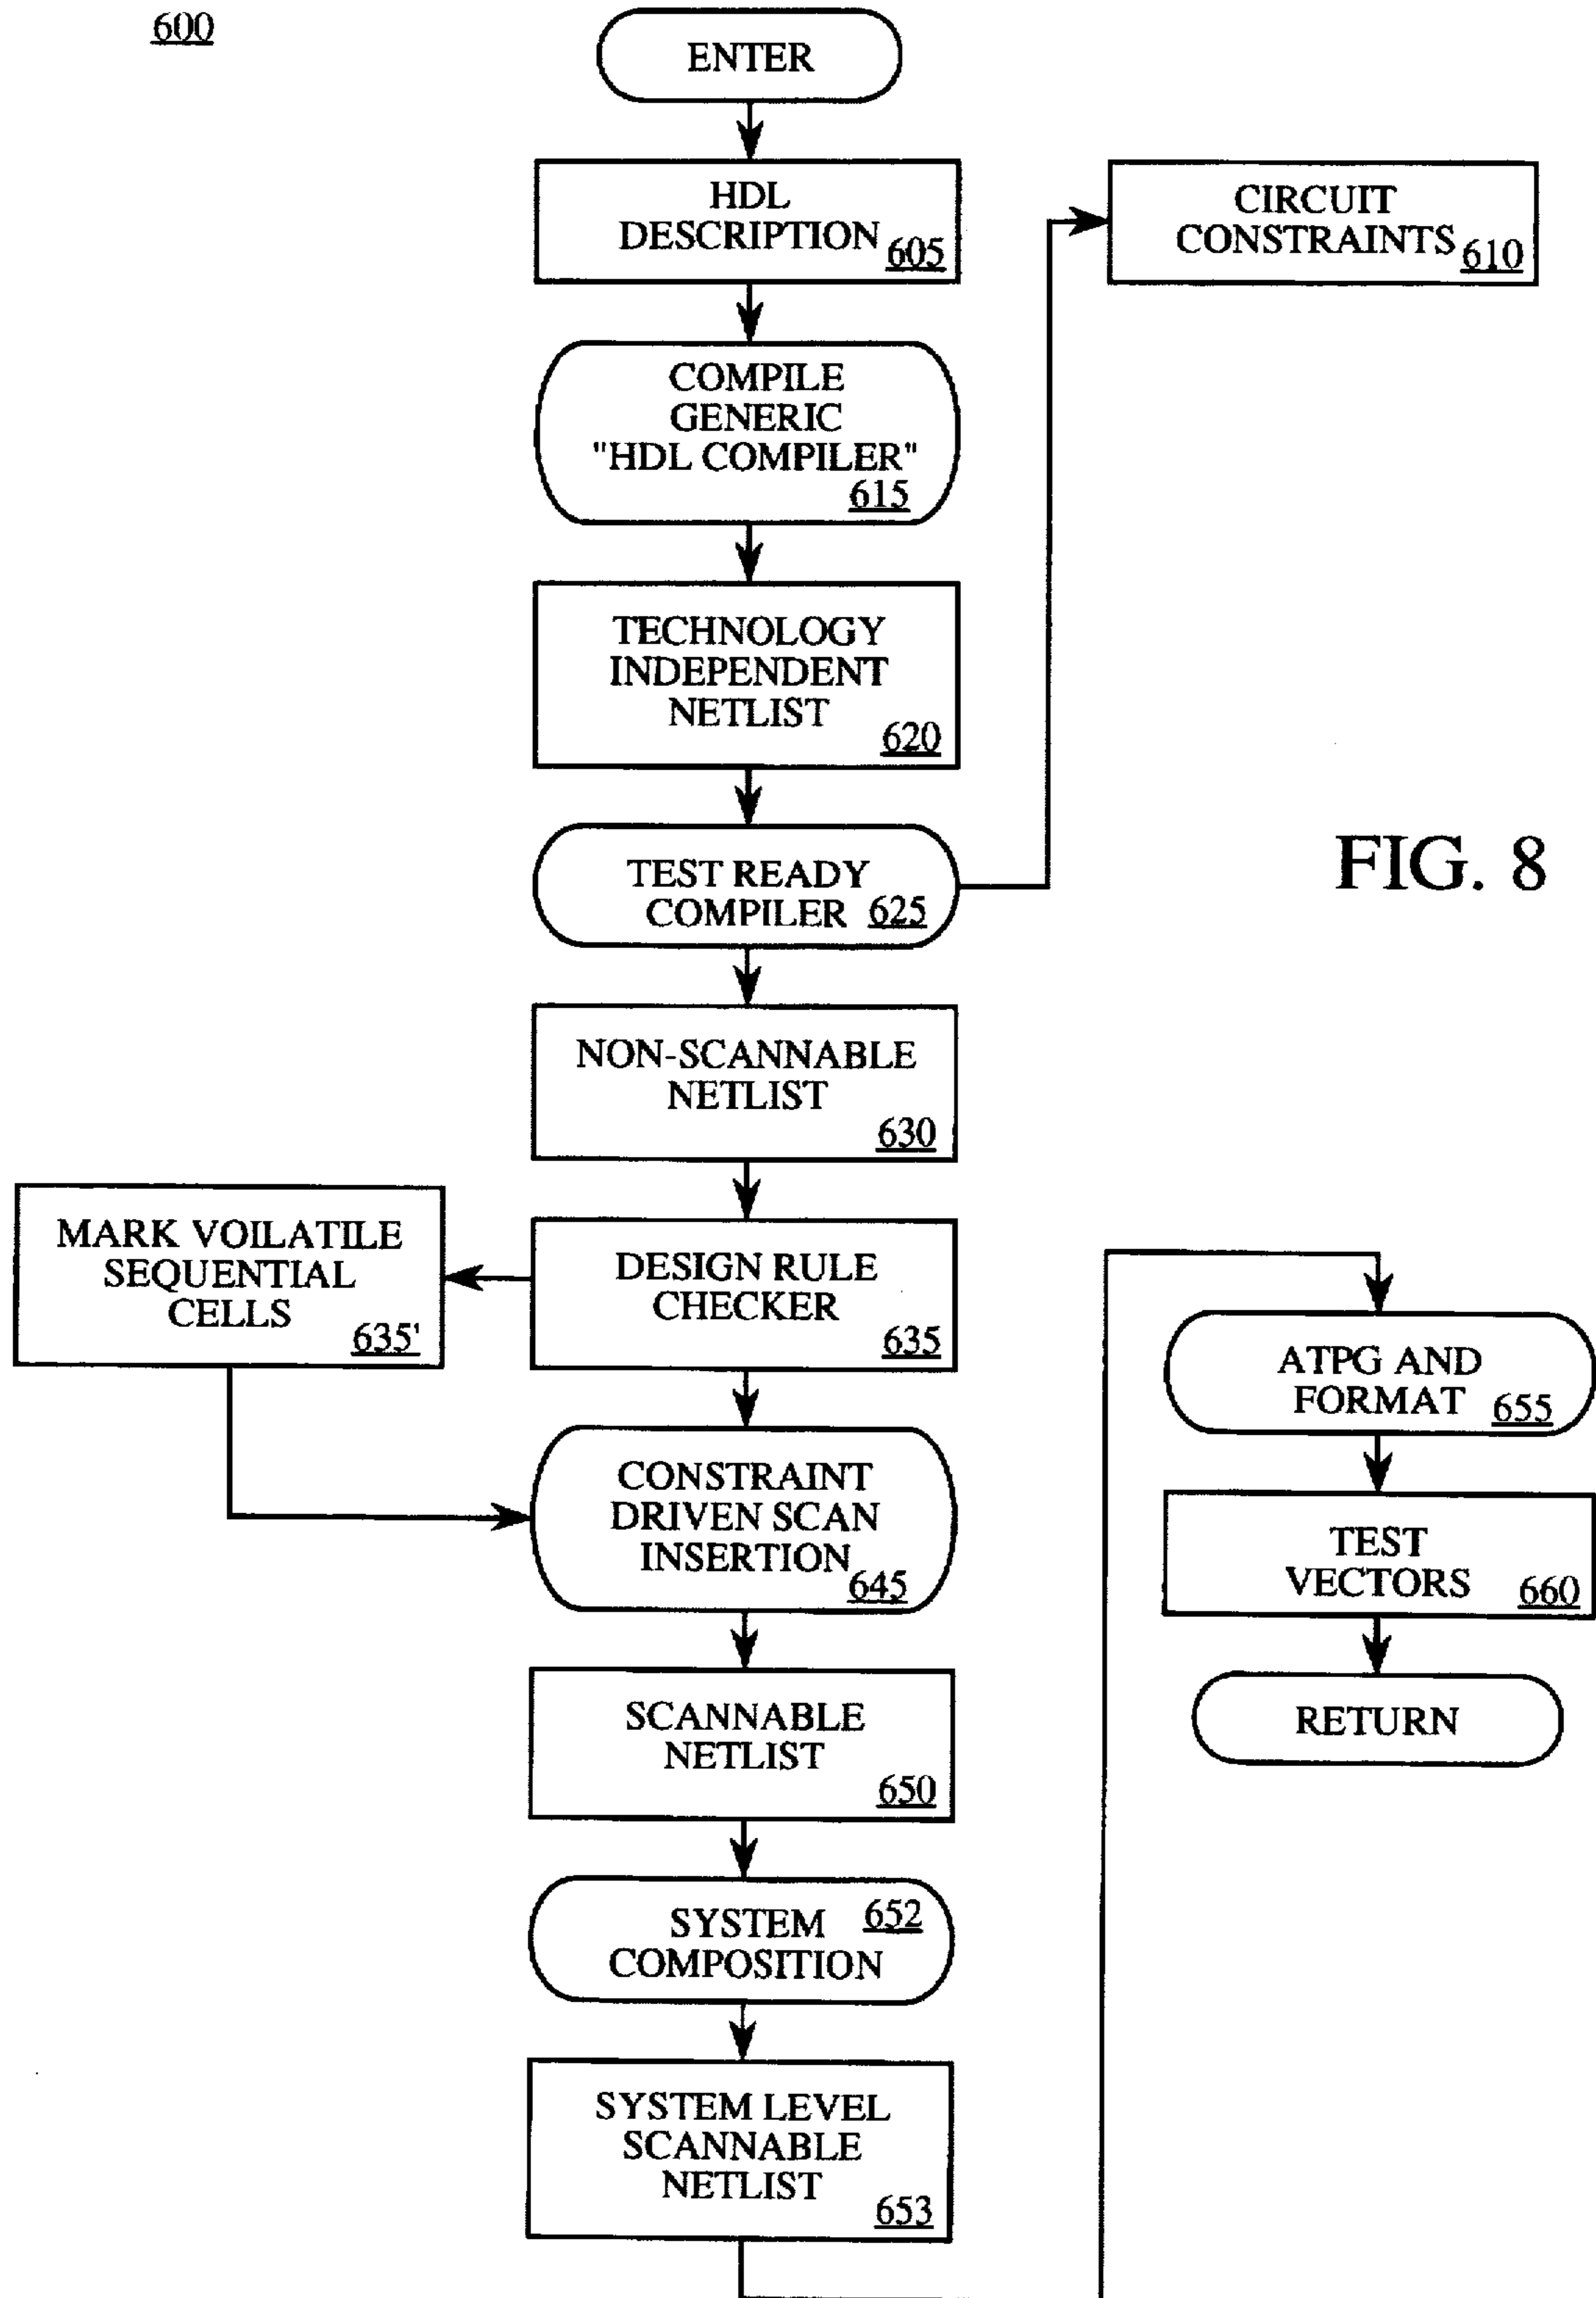 600
ENTER
HDL
DESCRIPTION 605
CIRCUIT
CONSTRAINTS 610
COMPILE
GENERIC
"HDL COMPILER"
615
TECHNOLOGY
INDEPENDENT
NETLIST
620
TEST READY
COMPILER 625
FIG. 8
NON-SCANNABLE
NETLIST
630
MARK VOILATILE
SEQUENTIAL
CELLS
635'
DESIGN RULE
CHECKER
635
CONSTRAINT
DRIVEN SCAN
INSERTION
645
SCANNABLE
NETLIST
650
SYSTEM 652
COMPOSITION
SYSTEM LEVEL
SCANNABLE
NETLIST
653
ATPG AND
FORMAT 655
TEST
VECTORS 660
RETURN